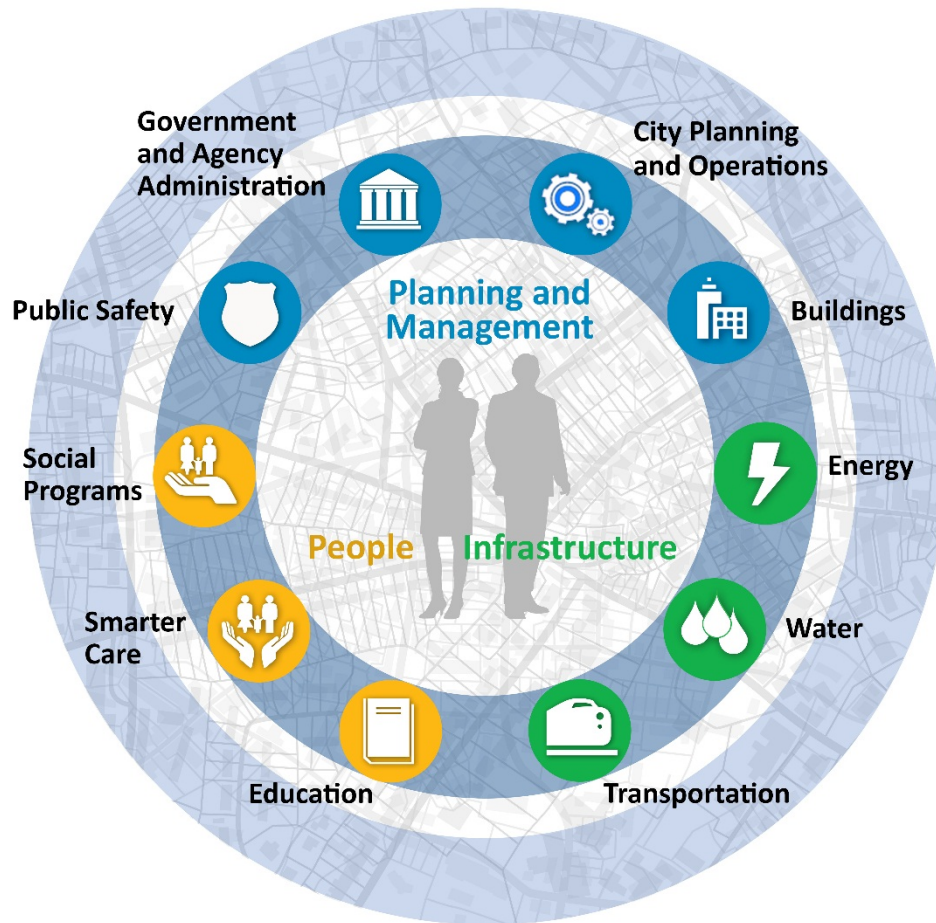 Government
and Agency
Administration
City Planning
and Operations
Public Safety
Planning and
Management
Buildings
Social
Programs
Energy
People
Infrastructure
Smarter
Care
Water
Education
Transportation